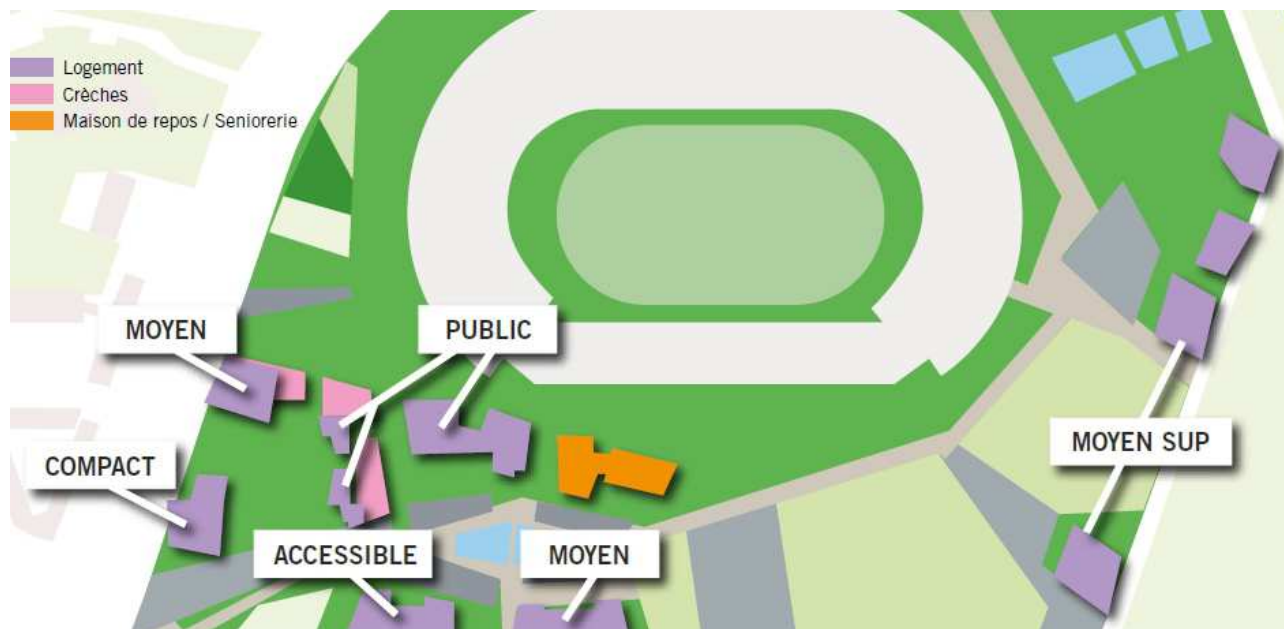 Logement
Crèches
Maison de repos / Seniorerie
MOYEN
PUBLIC
COMPACT
MOYEN SUP
ACCESSIBLE
MOYEN